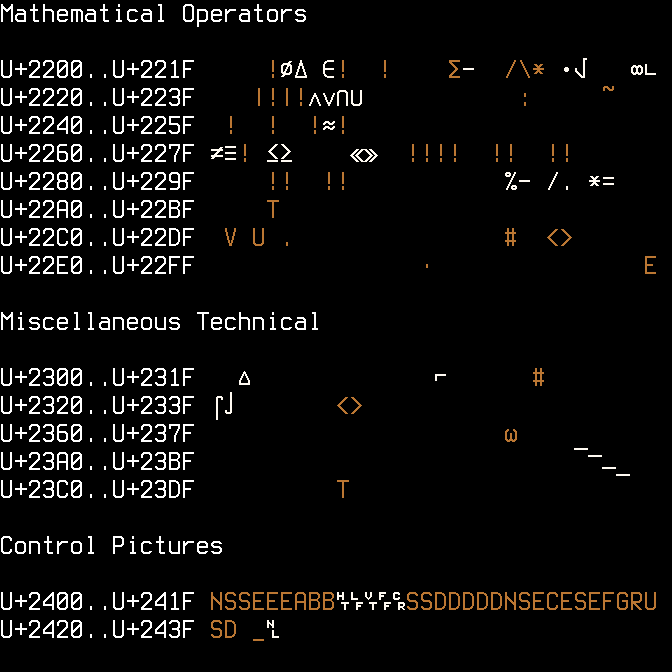 Mathematical Operators
U+2200..U+221F !∅∆ ∈! ! Σ− /\* •√ ∞∟
U+2220..U+223F ||||∧∨∩∪ : ~
U+2240..U+225F ! ! !≈!
U+2260..U+227F ≠≡! ≤≥ ≪≫ !!!! !! !!
U+2280..U+229F !! !! %− /. *=
U+22A0..U+22BF T
U+22C0..U+22DF V U . # <>
U+22E0..U+22FF . E
Miscellaneous Technical
U+2300..U+231F ∆ ⌐ #
U+2320..U+233F ⌠⌡ <>
U+2360..U+237F ω
U+23A0..U+23BF ⎺⎻
U+23C0..U+23DF ⎼⎽ T
Control Pictures
U+2400..U+241F NSSEEEABB␉␊␋␌␍SSDDDDDNSECESEFGRU
U+2420..U+243F SD _␤